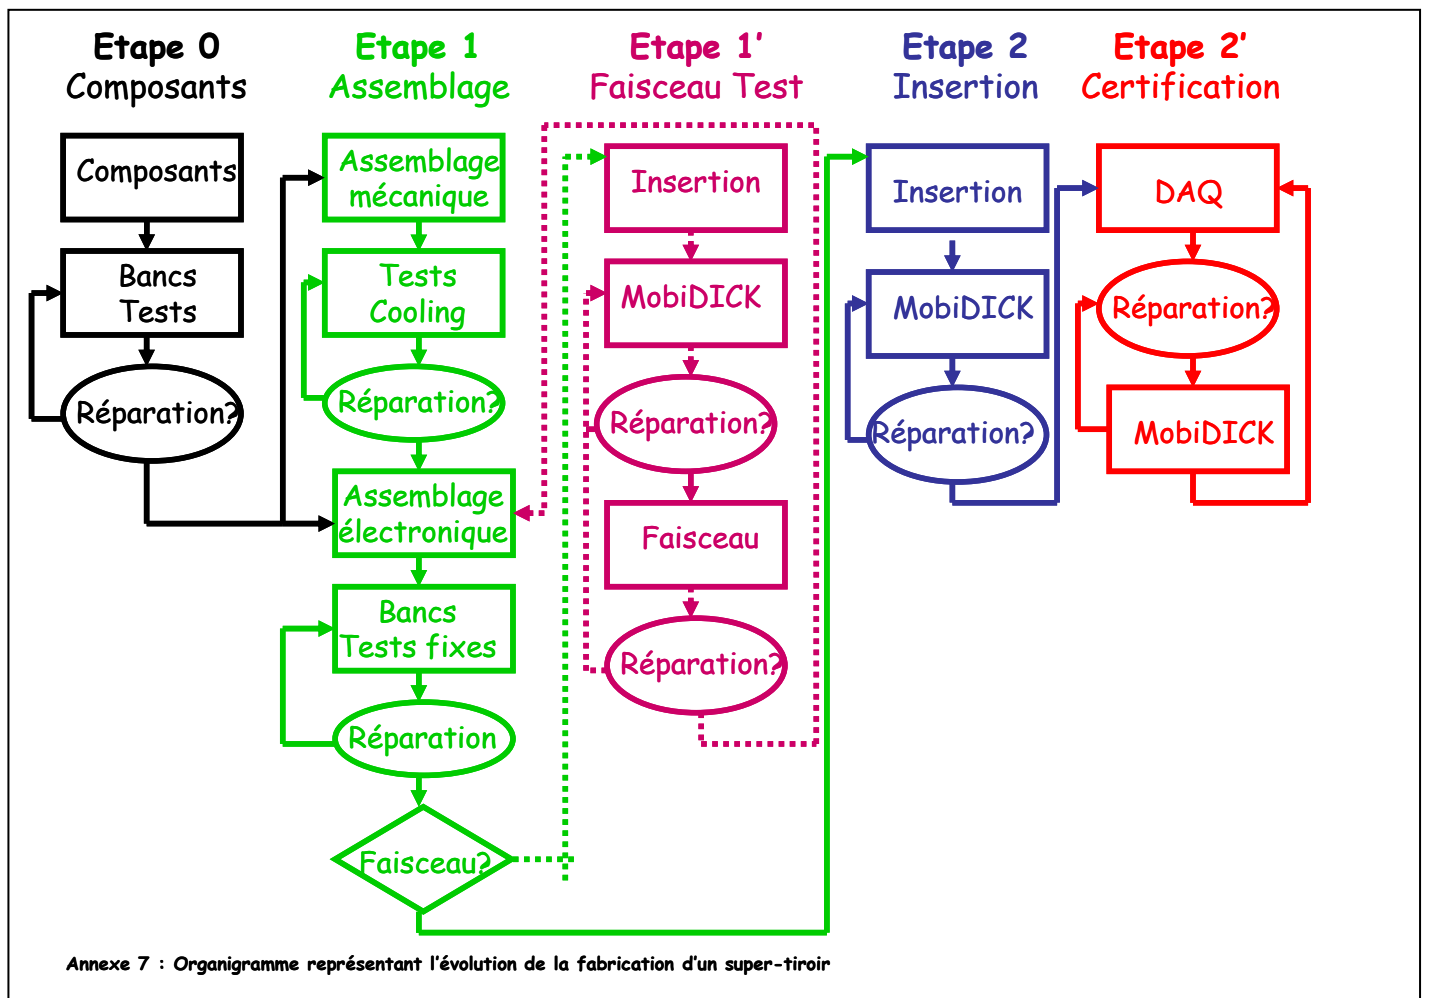 Etape 0
Composants
Composants
Bancs
Tests
Réparation?
Etape 1
Assemblage
Assemblage
mécanique
Tests
Cooling
Réparation?
Assemblage
électronique
Bancs
Tests fixes
Réparation
Faisceau?
Etape 1'
Faisceau Test
Insertion
MobiDICK
Réparation?
Faisceau
Réparation?
Etape 2
Insertion
Insertion
MobiDICK
Réparation?
Etape 2'
Certification
DAQ
Réparation?
MobiDICK
Annexe 7 : Organigramme représentant l'évolution de la fabrication d'un super-tiroir